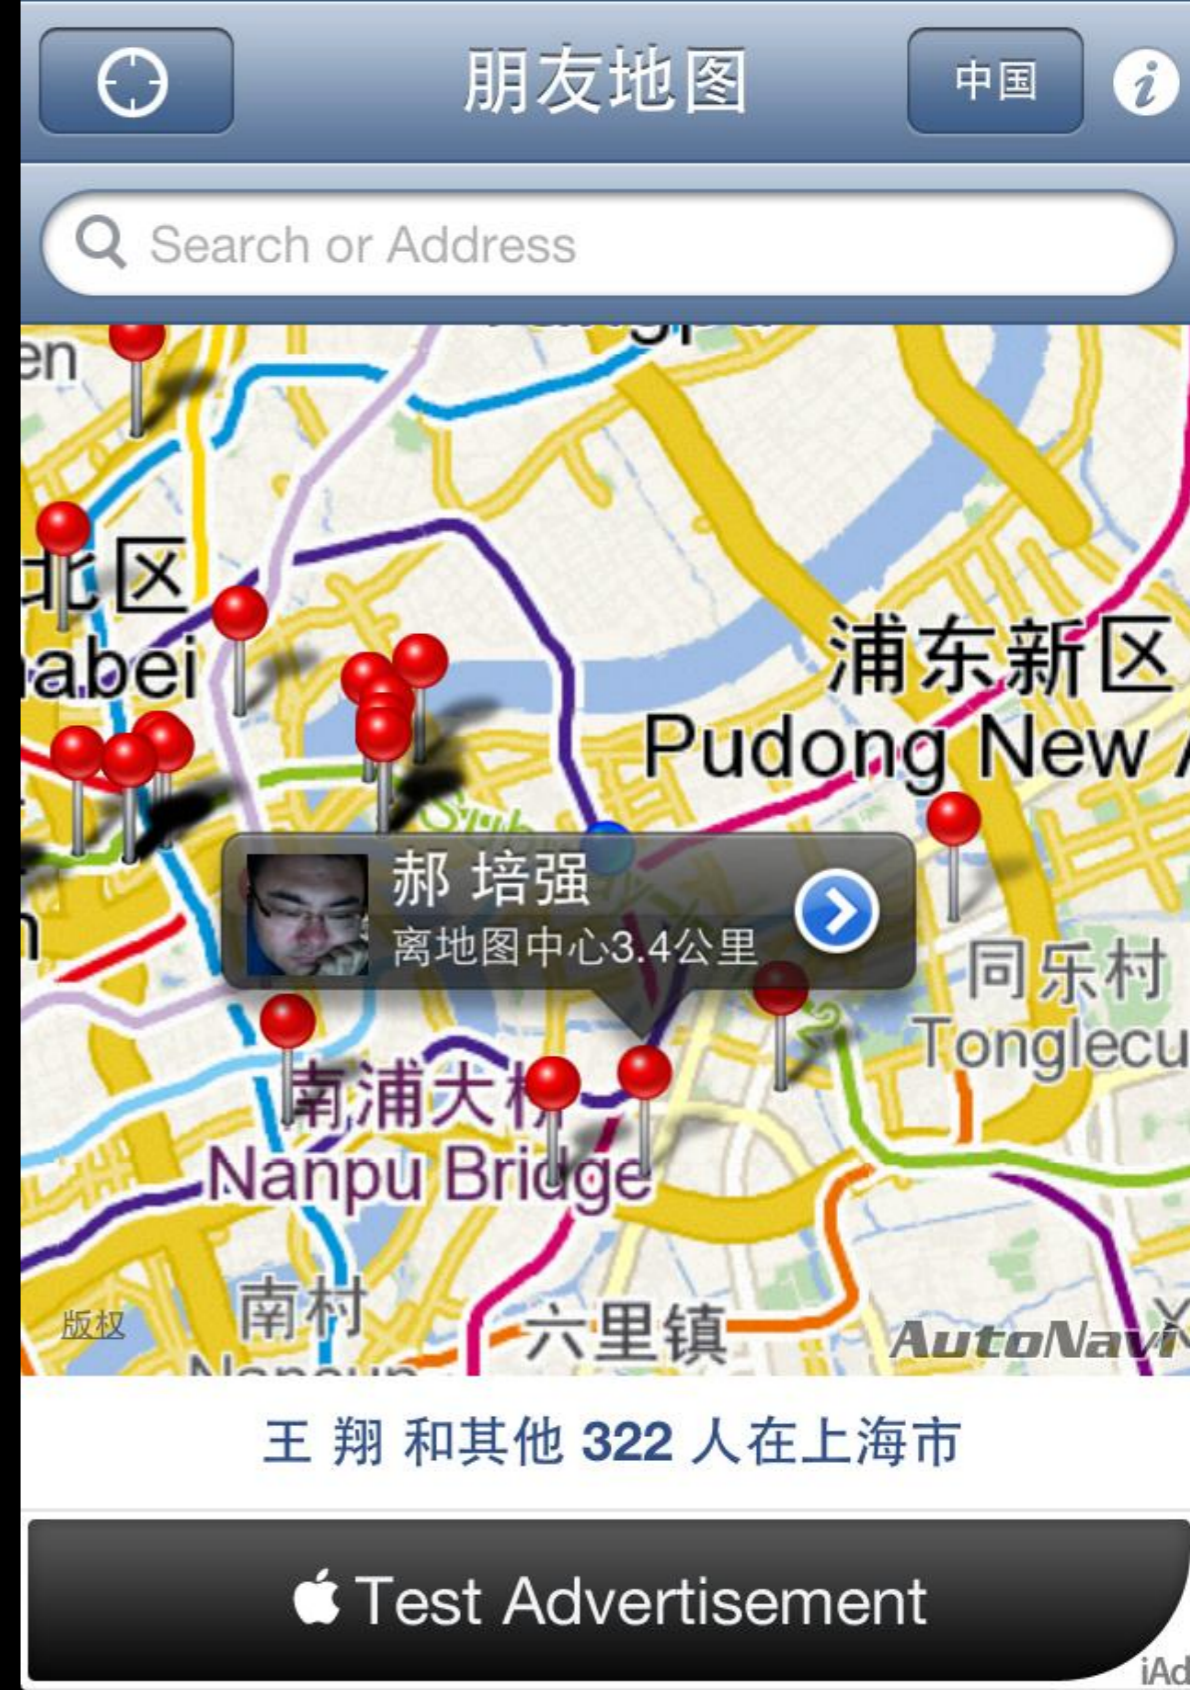 朋友地图
中国
i
Search or Address
en
北区
abei
浦东新区
Pudong New A
郝 培强
离地图中心3.4公里
同乐村
Tonglecu
南浦大
Nanpu Bridge
南村
六里镇
版权
AutoNavi
王 翔 和其他 322 人在上海市
Test Advertisement
iAd